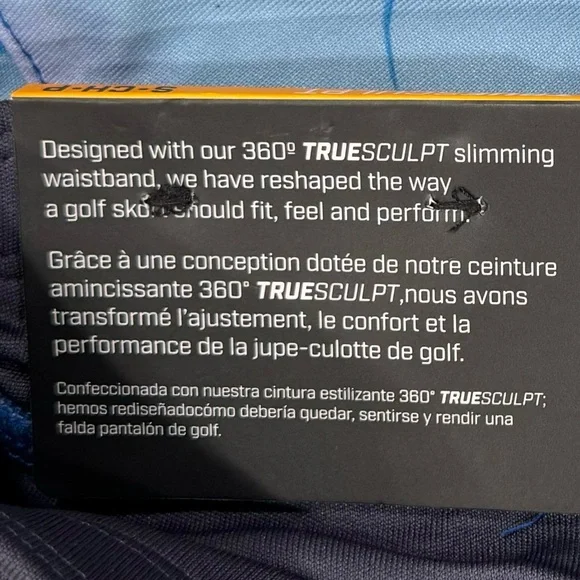 S•CH•P
Designed with our 360º TRUESCULPT slimming
waistband, we have reshaped the way
a golf should fit, feel and perform.
Grâce à une conception dotée de notre ceinture
amincissante 360° TRUESCULPT,nous avons
transformé l'ajustement, le confort et la
performance de la jupe-culotte de golf.
Confeccionada con nuestra cintura estilizante 360° TRUESCULPT;
hemos rediseñadocómo debería quedar, sentirse y rendir una
falda pantalón de golf.